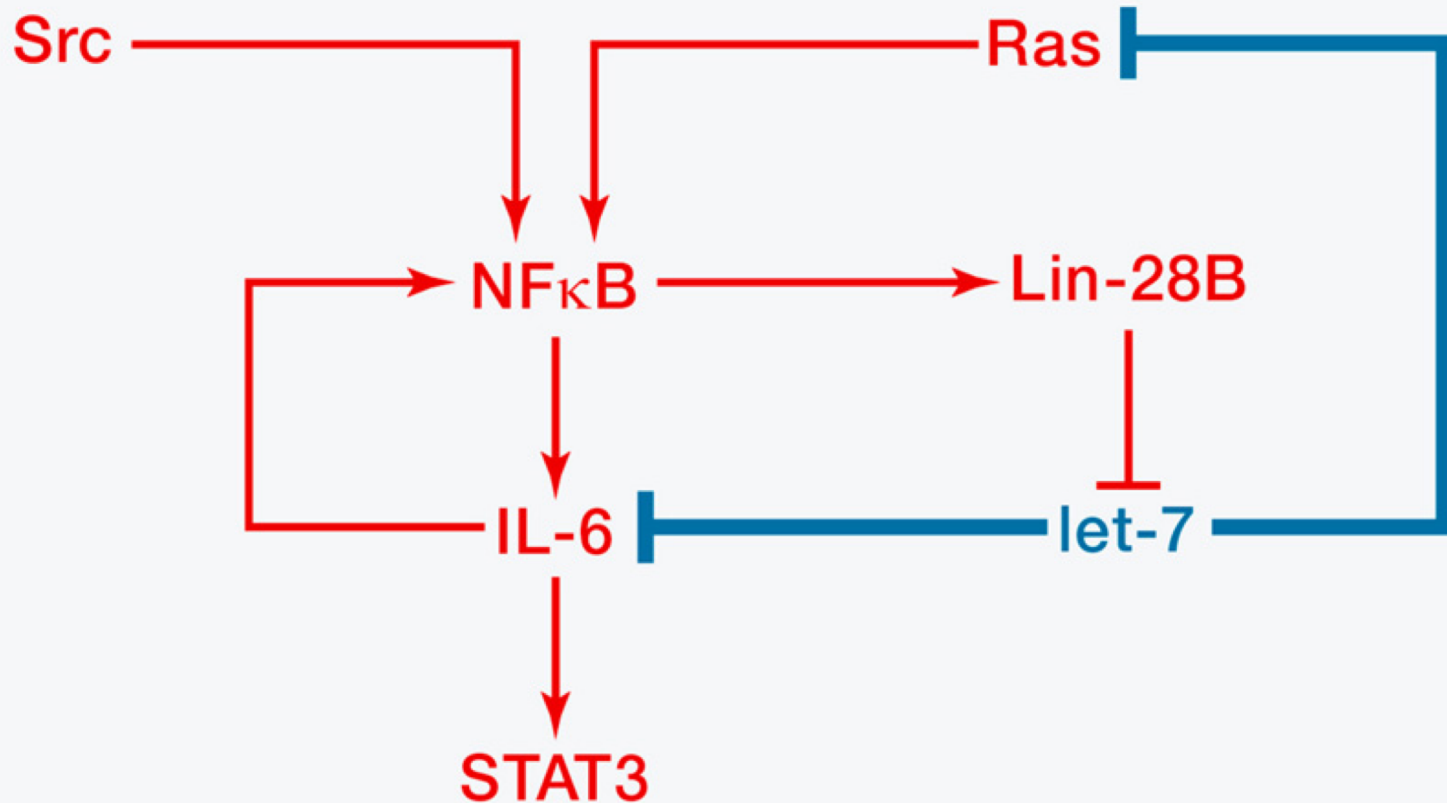 Src
Ras
NFκB
Lin-28B
IL-6
let-7
STAT3